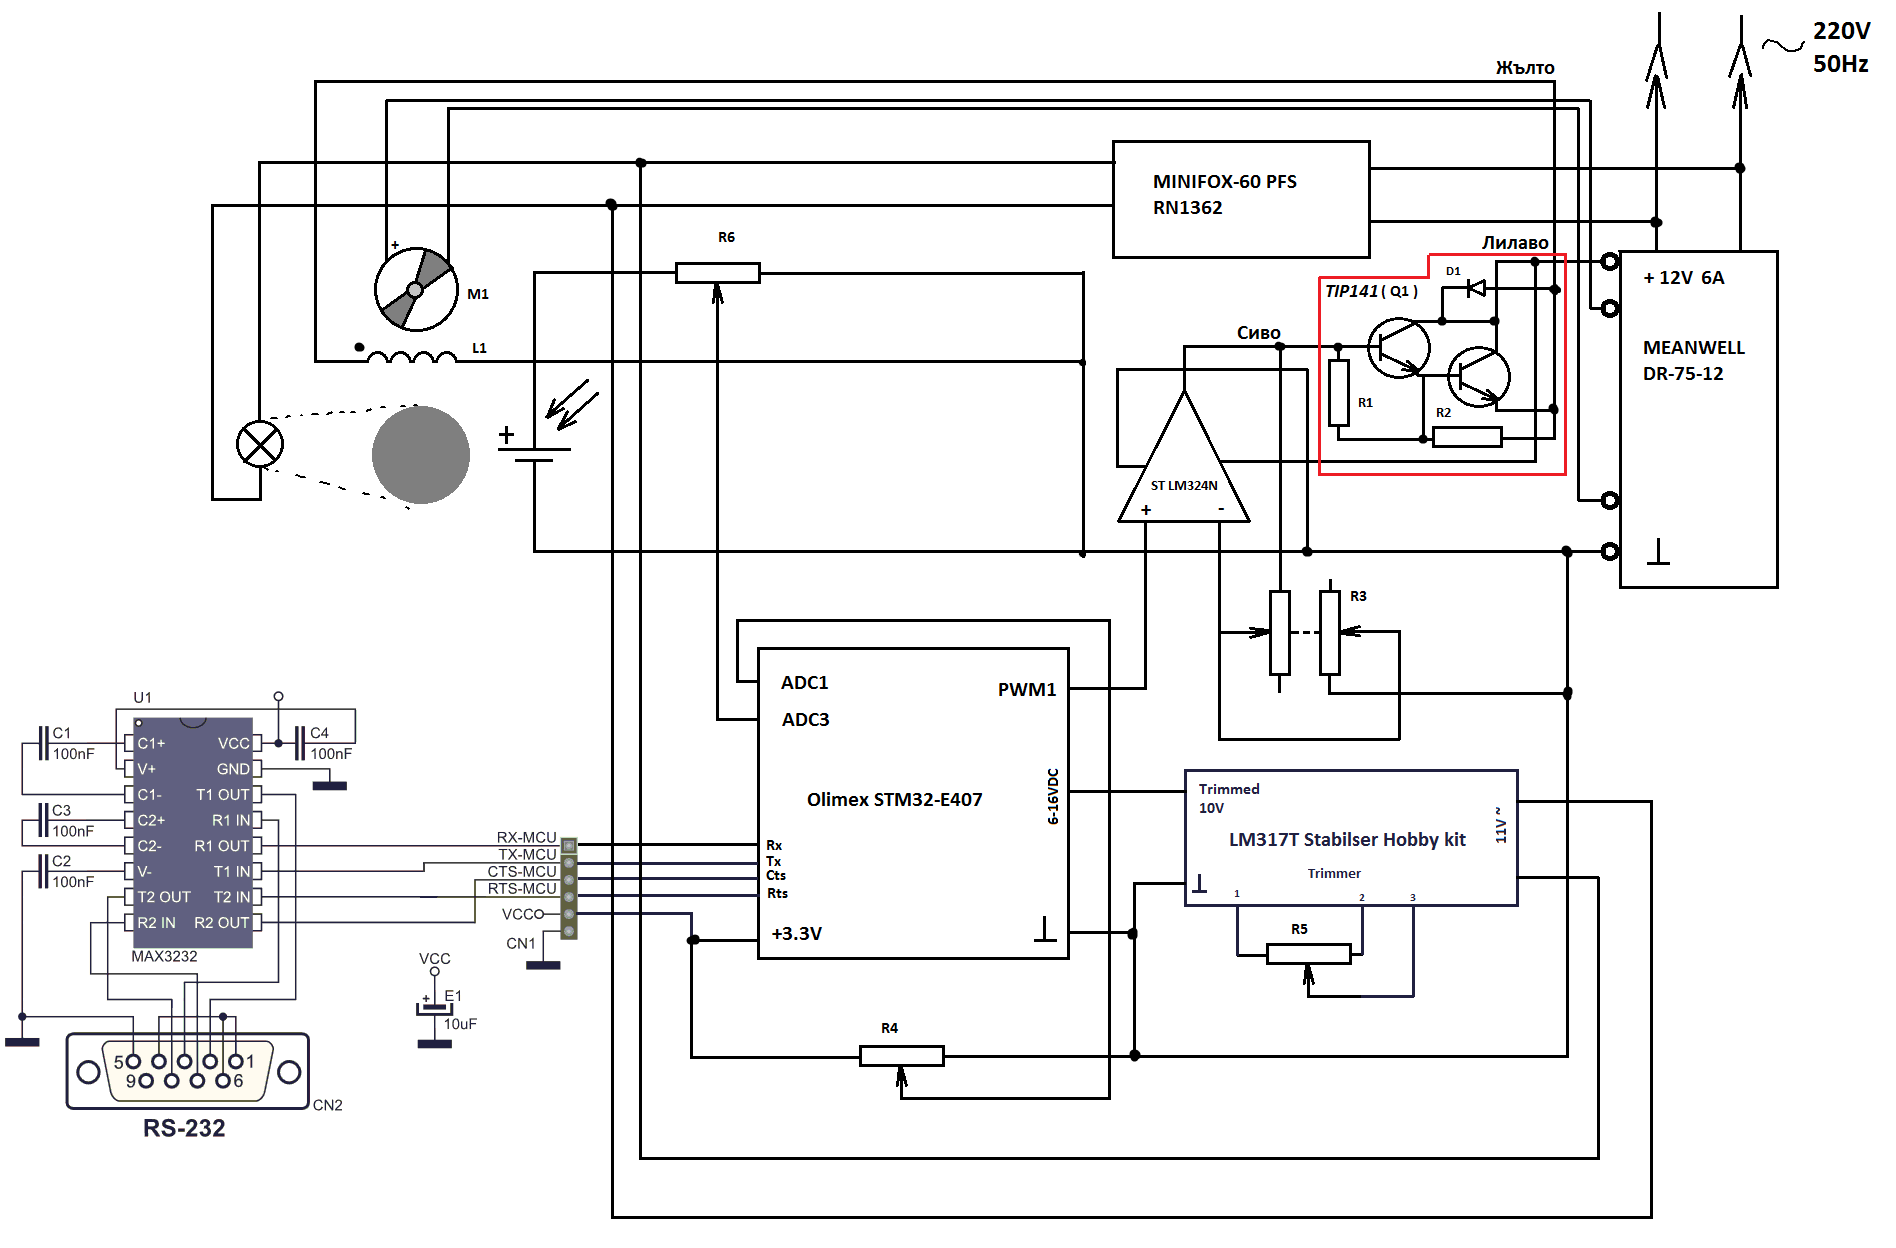 220V
50Hz
Жълто
MINIFOX-60 PFS
RN1362
R6
Лилаво
+
M1
D1
TIP141 ( Q1 )
+ 12V 6A
Сиво
L1
MEANWELL
DR-75-12
R1
R2
+
ST LM324N
+ -
R3
ADC1
PWM1
ADC3
U1
C1
100nF
C4
100nF
C1+ VCC
V+ GND
C1- T1 OUT
C3
100nF
C2+ R1 IN
C2- R1 OUT
C2
100nF
V- T1 IN
T2 OUT T2 IN
R2 IN R2 OUT
MAX3232
Olimex STM32-E407
6-16VDC
Trimmed
10V
11V ~
LM317T Stabilser Hobby kit
Trimmer
1 2 3
R5
RX-MCU
TX-MCU
CTS-MCU
RTS-MCU
VCC
CN1
Rx
Tx
Cts
Rts
+3.3V
VCC
+
E1
10uF
R4
5 1
9 6
CN2
RS-232